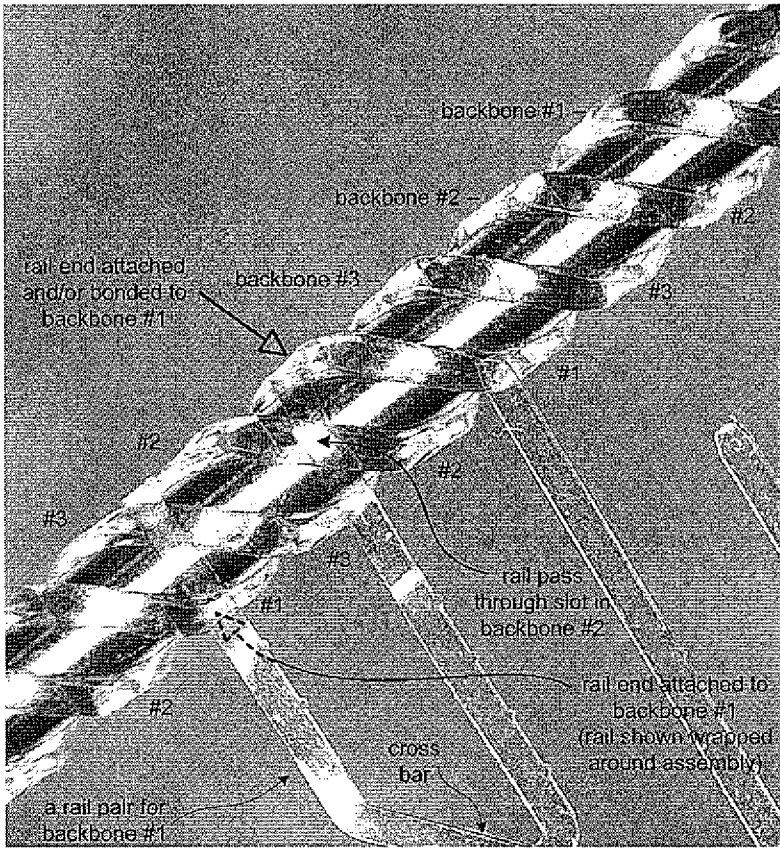 backbone #1
backbone #2
#2
rail end attached
and/or bonded to
backbone #1
backbone #3
#3
#1
#2
#2
#3
#3
rail pass
through slot in
backbone #2
#1
rail end attached to
backbone #1
(rail shown wrapped
around assembly)
#2
cross
bar
a rail pair for
backbone #1